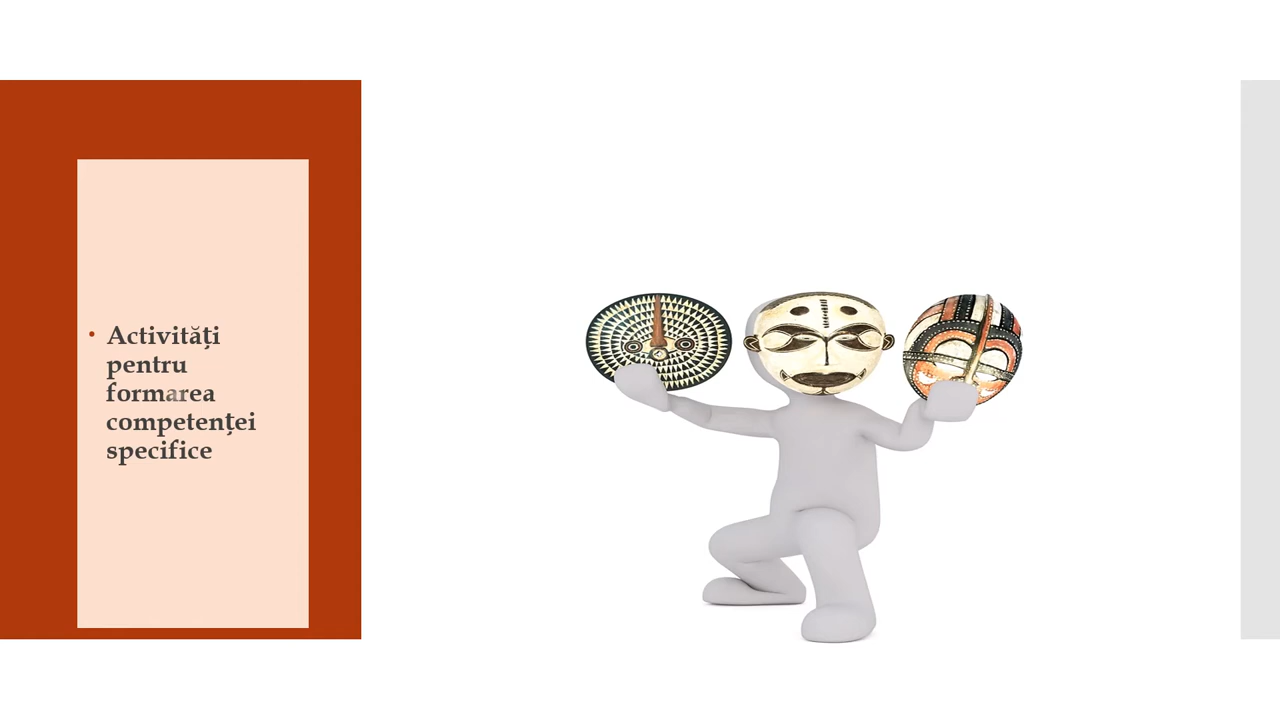 Activități
pentru
formarea
competenței
specifice